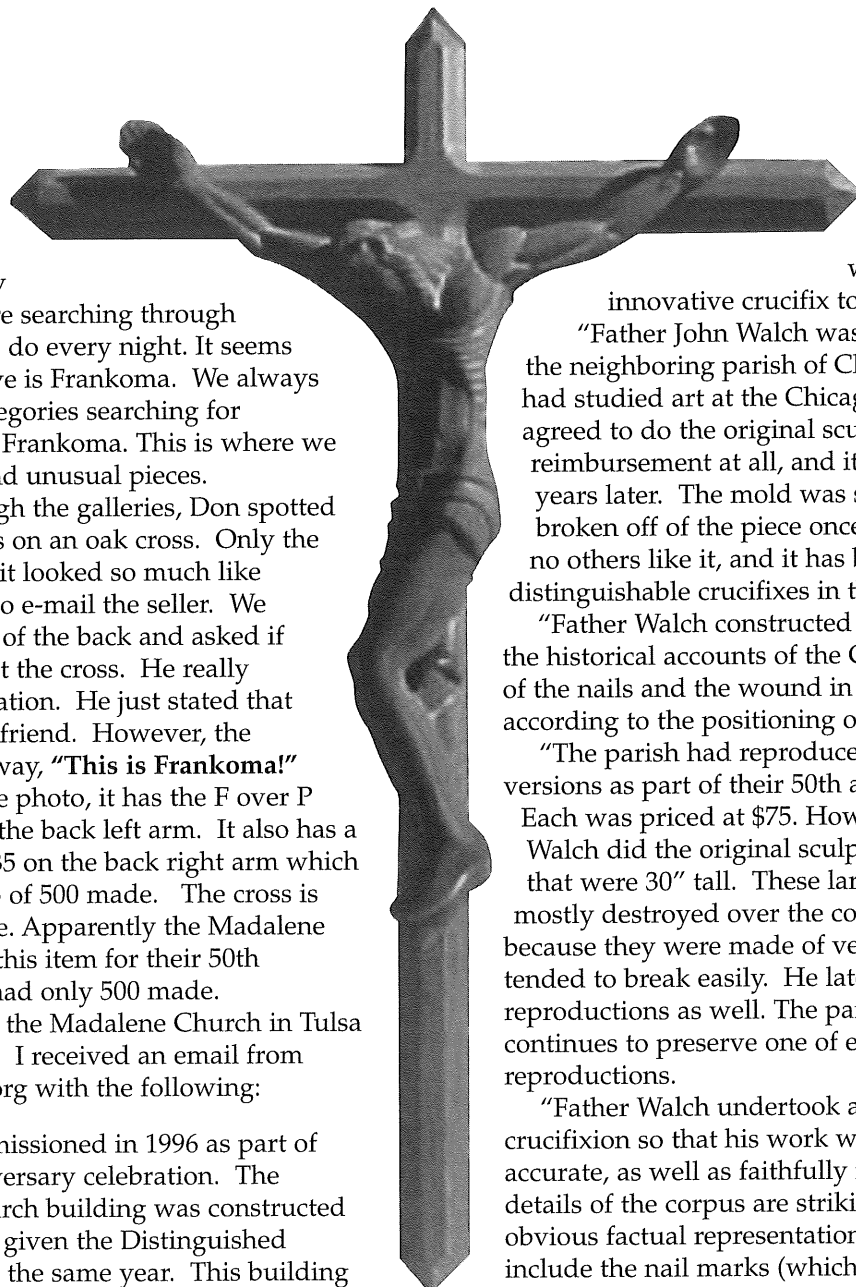 re searching through
do every night. It seems
ve is Frankoma. We always
egories searching for
Frankoma. This is where we
nd unusual pieces.
gh the galleries, Don spotted
s on an oak cross. Only the
it looked so much like
o e-mail the seller. We
of the back and asked if
t the cross. He really
ation. He just stated that
friend. However, the
way, “This is Frankoma!”
e photo, it has the F over P
the back left arm. It also has a
35 on the back right arm which
of 500 made. The cross is
e. Apparently the Madalene
this item for their 50th
had only 500 made.
the Madalene Church in Tulsa
I received an email from
org with the following:
missioned in 1996 as part of
versary celebration. The
rch building was constructed
given the Distinguished
the same year. This building
innovative crucifix to
“Father John Walch was
the neighboring parish of Ch
had studied art at the Chicag
agreed to do the original scu
reimbursement at all, and it
years later. The mold was s
broken off of the piece once
no others like it, and it has b
distinguishable crucifixes in t
“Father Walch constructed
the historical accounts of the C
of the nails and the wound in
according to the positioning o
“The parish had reproduce
versions as part of their 50th a
Each was priced at $75. How
Walch did the original sculp
that were 30” tall. These lar
mostly destroyed over the co
because they were made of ve
tended to break easily. He late
reproductions as well. The par
continues to preserve one of e
reproductions.
“Father Walch undertook a
crucifixion so that his work w
accurate, as well as faithfully
details of the corpus are striki
obvious factual representation
include the nail marks (which